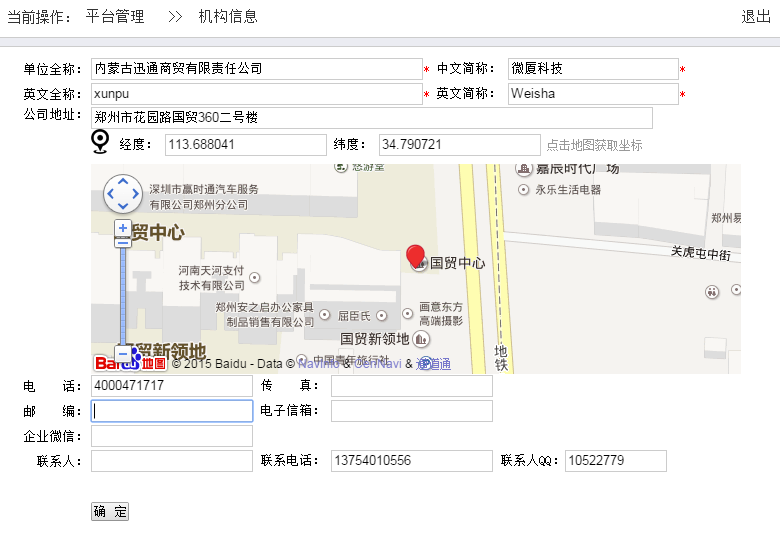 当前操作： 平台管理 >> 机构信息 退出
单位全称： 内蒙古迅通商贸有限责任公司 * 中文简称： 微厦科技 *
英文全称： xunpu * 英文简称： Weisha *
公司地址： 郑州市花园路国贸360二号楼
经度： 113.688041 纬度： 34.790721 点击地图获取坐标
悠游堂
嘉辰时代广场
深圳市赢时通汽车服务
有限公司郑州分公司
永乐生活电器
郑州易
贸中心
关虎屯中街
国贸中心
河南天河支付
技术有限公司
郑州安之启办公家具
制品销售有限公司
屈臣氏
画意东方
高端摄影
国贸新领地
贸新领地
中国青年旅行社
地铁
Baidu地图 © 2015 Baidu - Data © NavInfo & CenNavi & 道道通
电 话： 4000471717 传 真：
邮 编： 电子信箱：
企业微信：
联系人： 联系电话： 13754010556 联系人QQ： 10522779
确 定